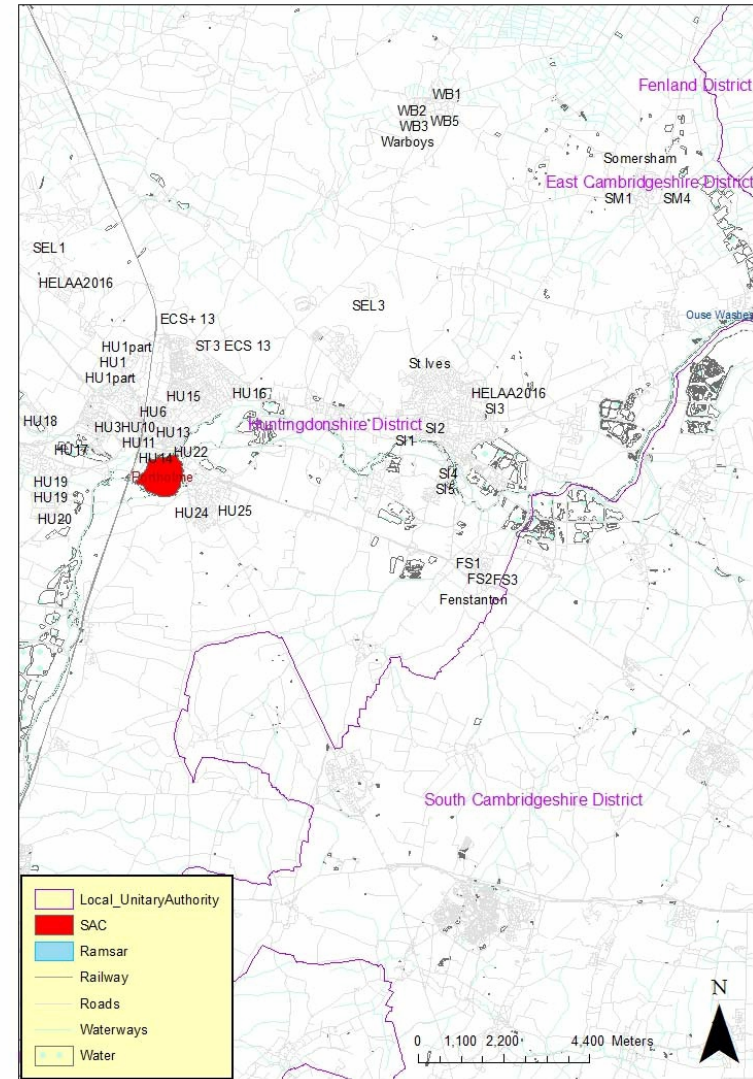 Fenland District
WB1
WB2
WB3 WB5
Warboys
Somersham
East Cambridgeshire District
SM1 SM4
SEL1
HELAA2016
SEL3
Ouse Washes
ECS+ 13
HU1part
ST3 ECS 13
HU1
HU1part
St Ives
HU15
HU16
HELAA2016
SI3
HU6
HU18
HU3HU10
HU13
Huntingdonshire District
SI2
HU11
SI1
HU17
HU14
HU22
Portholme
SI4
HU19
SI5
HU19
HU20
HU24 HU25
FS1
FS2FS3
Fenstanton
South Cambridgeshire District
Local_UnitaryAuthority
SAC
Ramsar
Railway
Roads
Waterways
Water
N
0 1,100 2,200 4,400 Meters